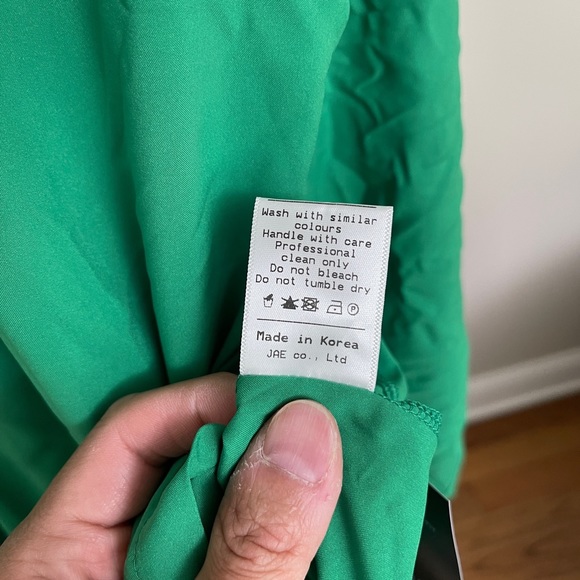 Wash with similar
colours
Handle with care
Professional
clean only
Do not bleach
Do not tumble dry
P
Made in Korea
JAE co., Ltd